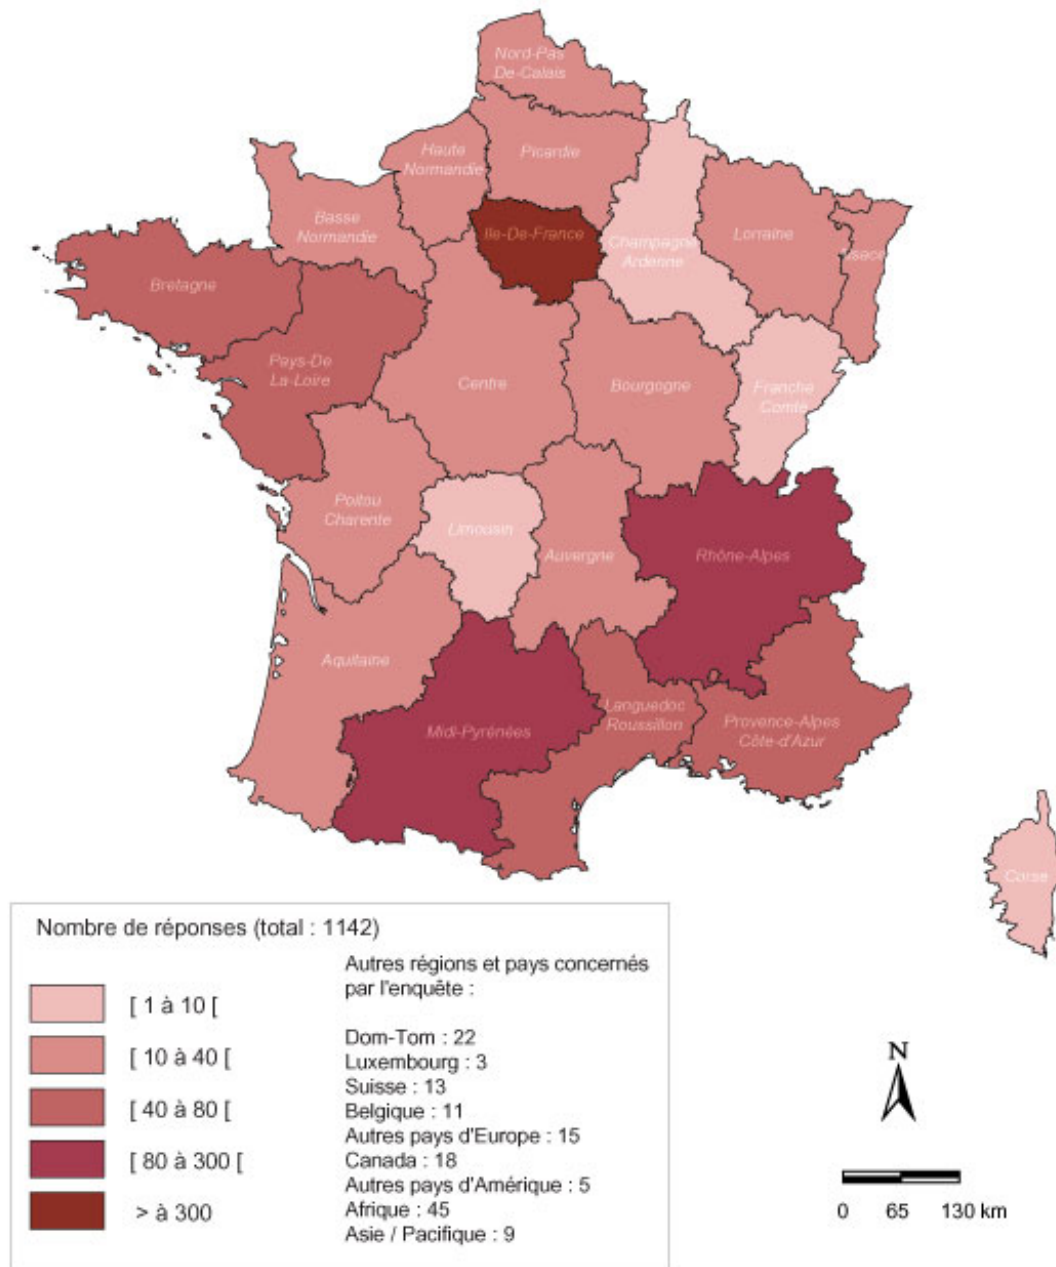 Nord-Pas
De-Calais
Haute
Normandie
Picardie
Basse
Normandie
Ile-De-France
Champagne
Ardenne
Lorraine
Alsace
Bretagne
Pays-De
La-Loire
Centre
Bourgogne
Franche
Comté
Poitou
Charente
Limousin
Auvergne
Rhône-Alpes
Aquitaine
Midi-Pyrénées
Languedoc
Roussillon
Provence-Alpes
Côte-d'Azur
Corse
Nombre de réponses (total : 1142)
[ 1 à 10 [
[ 10 à 40 [
[ 40 à 80 [
[ 80 à 300 [
> à 300
Autres régions et pays concernés
par l'enquête :
Dom-Tom : 22
Luxembourg : 3
Suisse : 13
Belgique : 11
Autres pays d'Europe : 15
Canada : 18
Autres pays d'Amérique : 5
Afrique : 45
Asie / Pacifique : 9
N
0 65 130 km